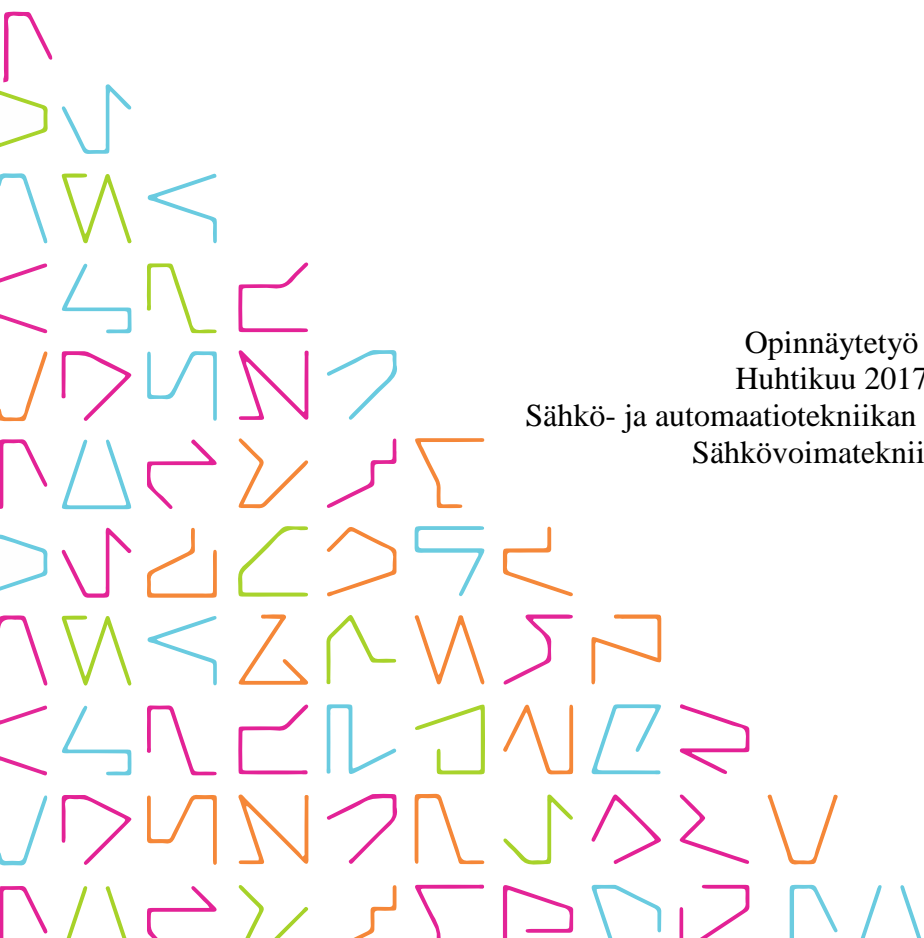 Opinnäytetyö
Huhtikuu 2017
Sähkö- ja automaatiotekniikan
Sähkövoimateknii